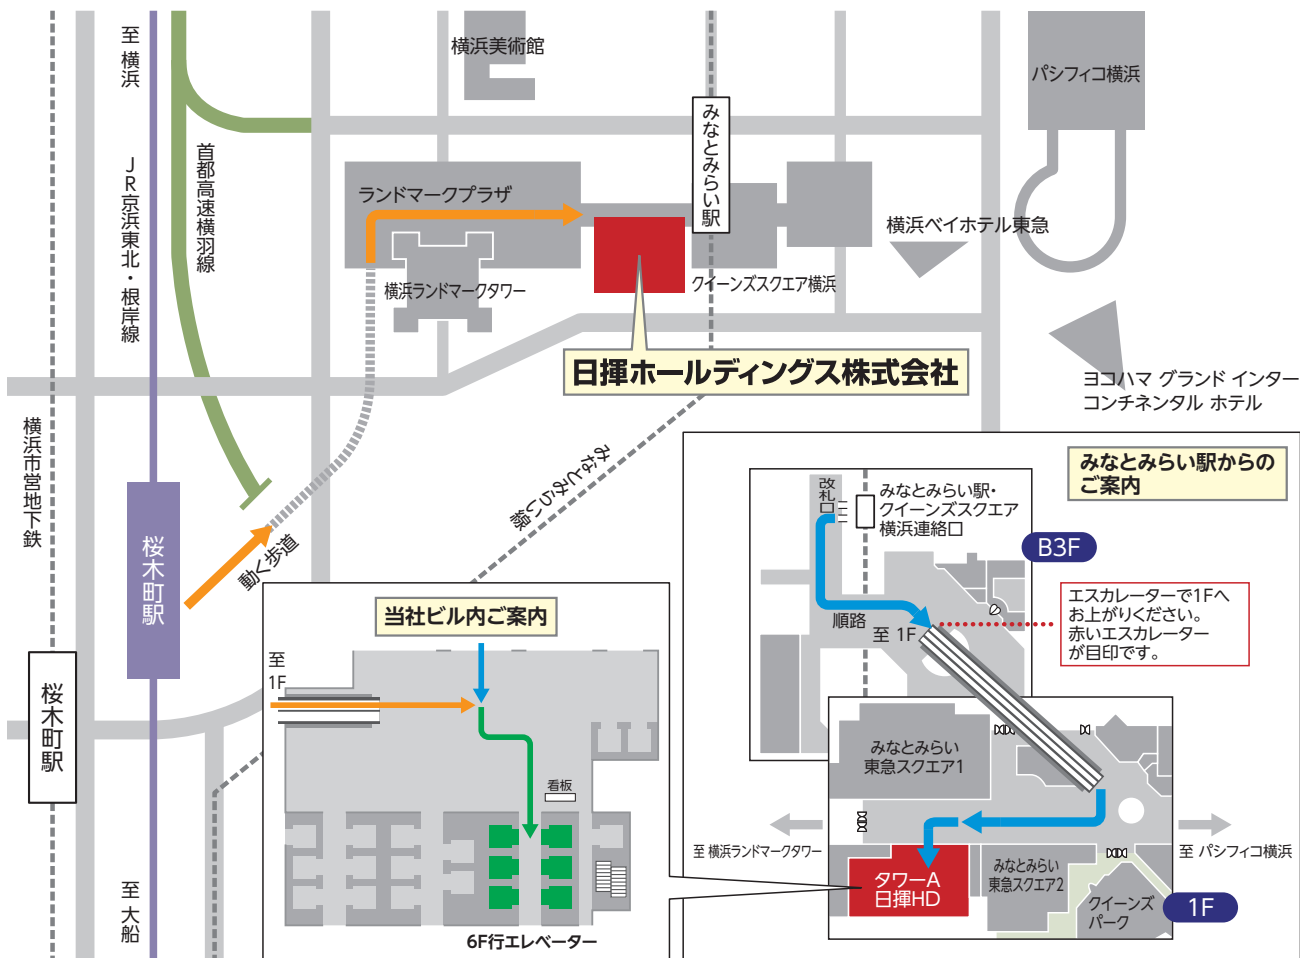 至 横浜
横浜美術館
パシフィコ横浜
みなとみらい駅
首都高速横羽線
JR京浜東北・根岸線
ランドマークプラザ
横浜ベイホテル東急
横浜ランドマークタワー
クイーンズスクエア横浜
日揮ホールディングス株式会社
ヨコハマ グランド インター
コンチネンタル ホテル
横浜市営地下鉄
みなとみらい線
動く歩道
桜木町駅
桜木町駅
至 大船
みなとみらい駅からの
ご案内
改札口
みなとみらい駅・
クイーンズスクエア
横浜連絡口
B3F
エスカレーターで1Fへ
お上がりください。
赤いエスカレーター
が目印です。
順路
至 1F
みなとみらい
東急スクエア1
至 横浜ランドマークタワー
至 パシフィコ横浜
タワーA
日揮HD
みなとみらい
東急スクエア2
クイーンズ
パーク
1F
当社ビル内ご案内
至
1F
看板
6F行エレベーター